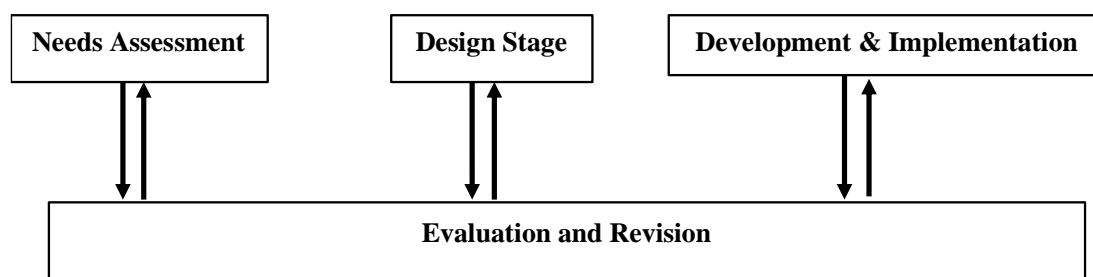 Needs Assessment
Design Stage
Development & Implementation
Evaluation and Revision